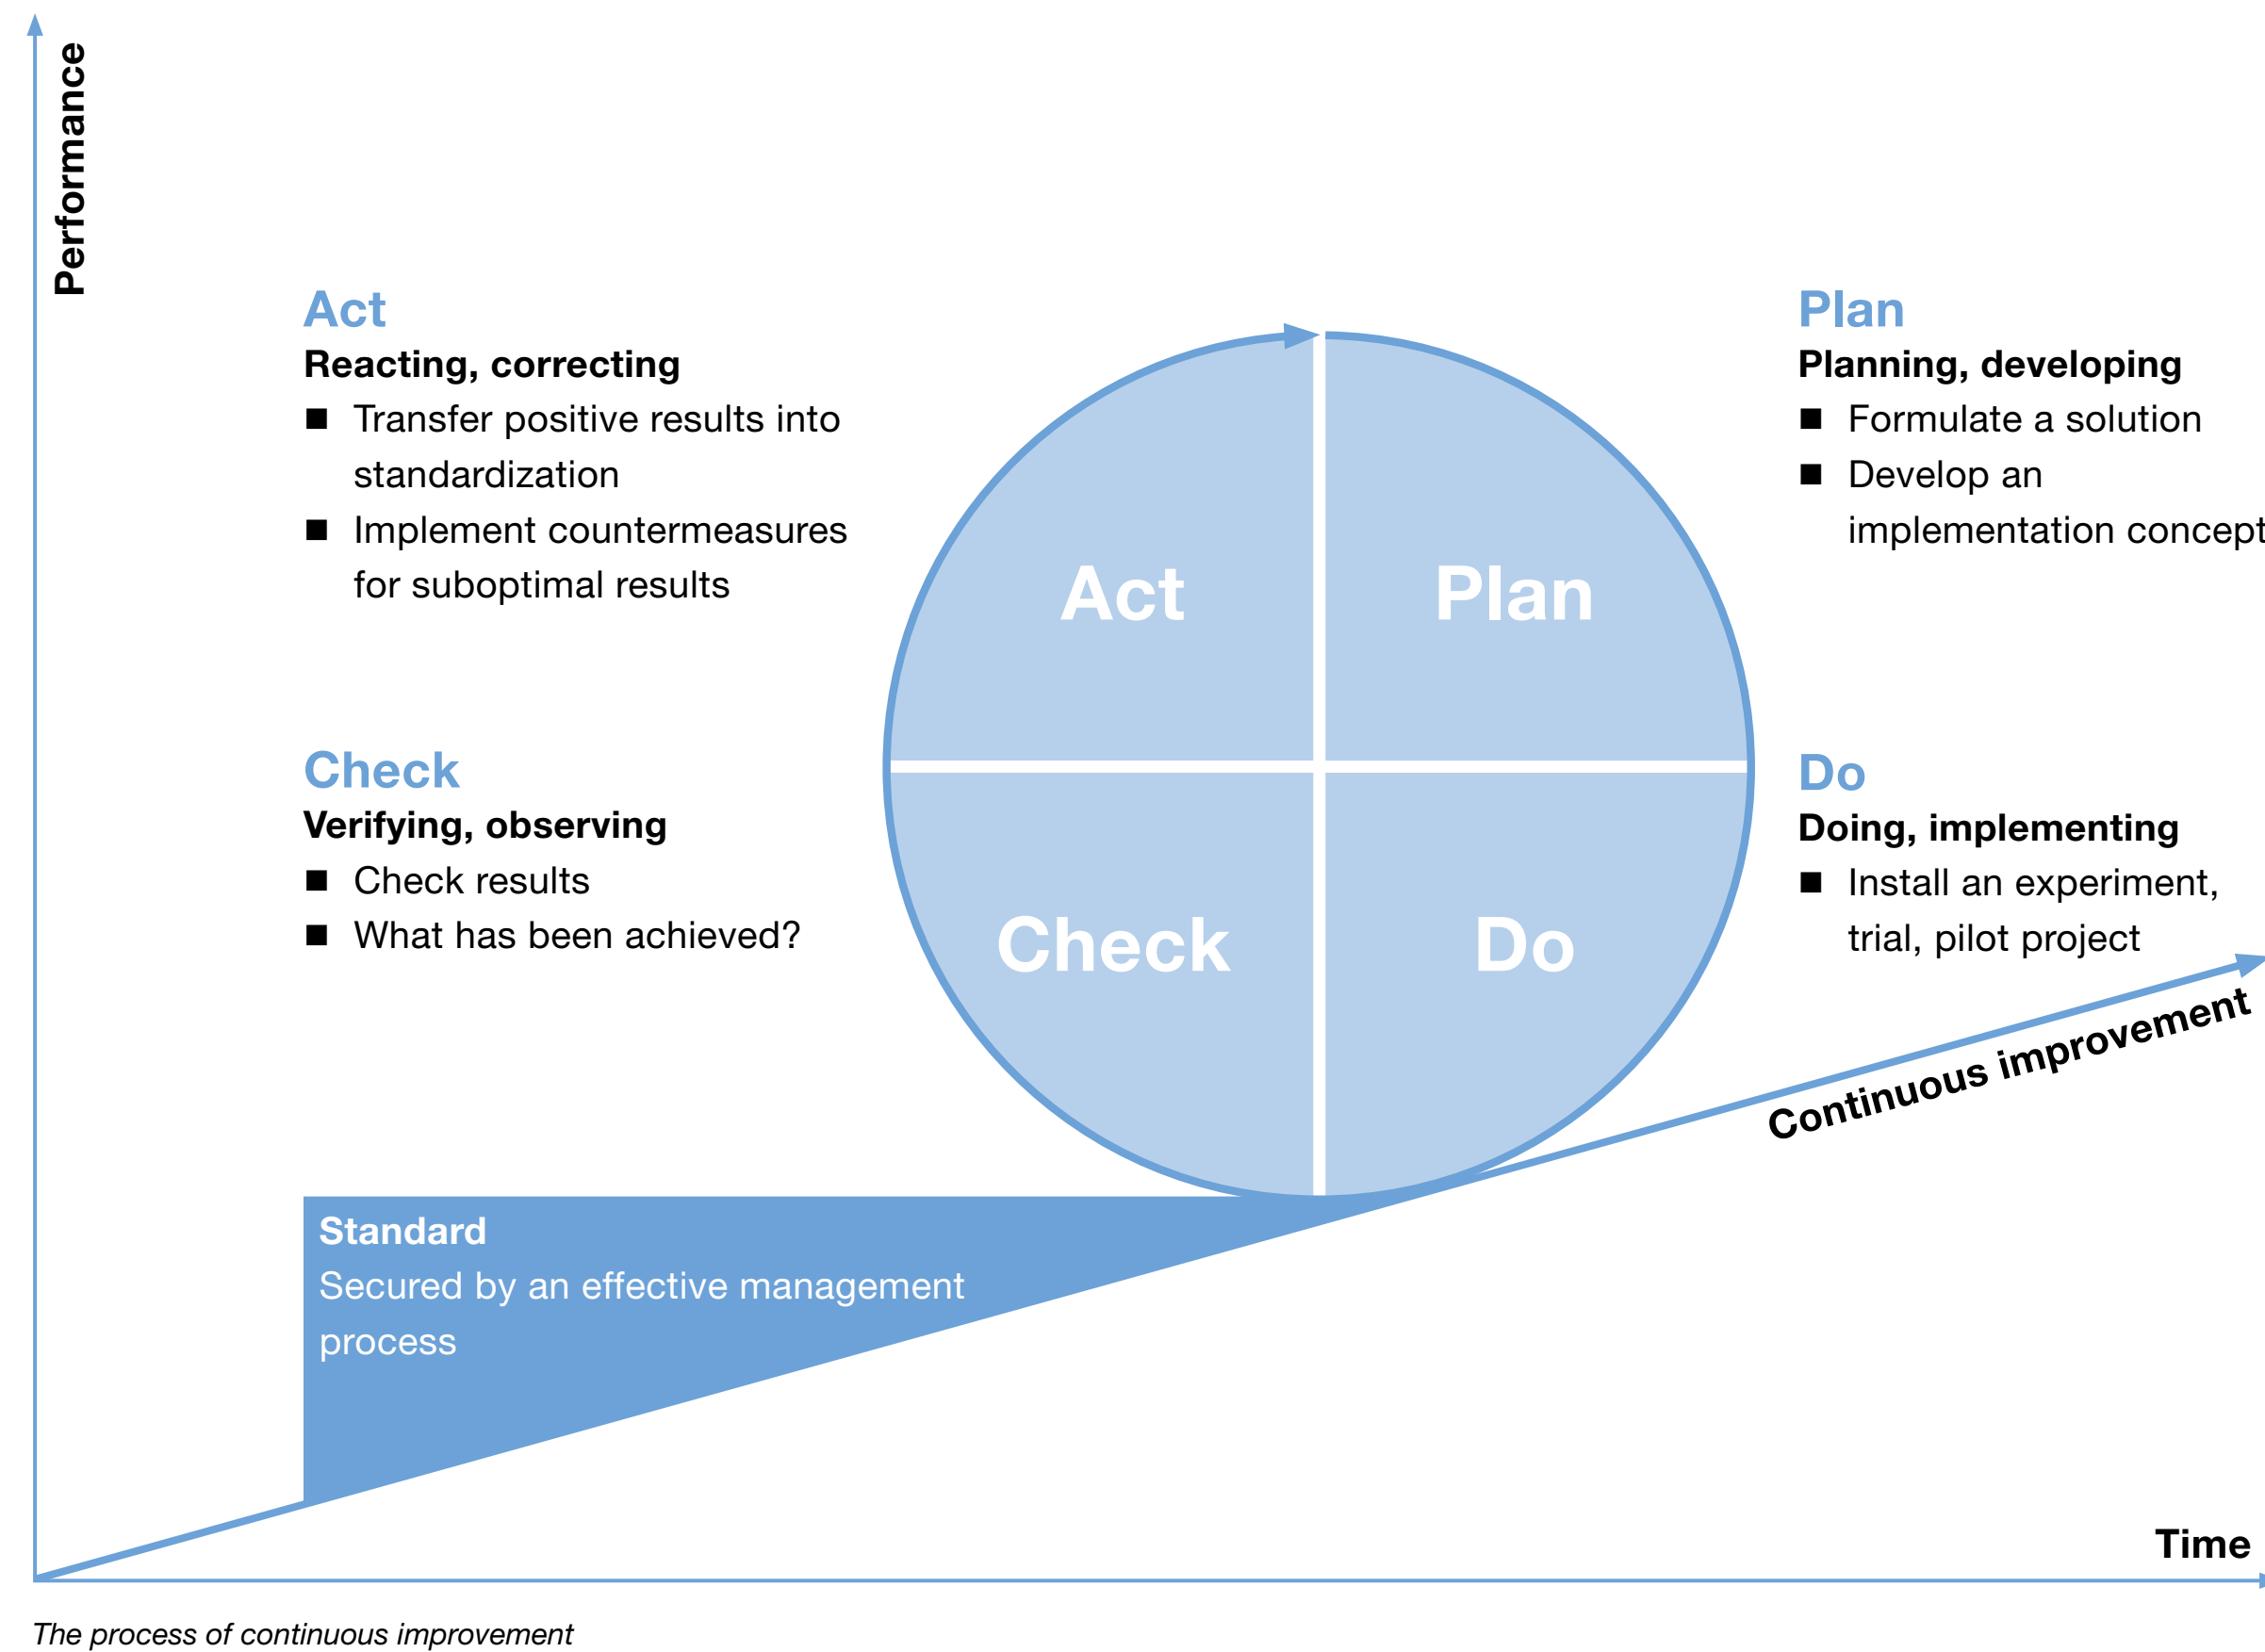 Performance
Act
Reacting, correcting
■ Transfer positive results into
standardization
■ Implement countermeasures
for suboptimal results
Plan
Planning, developing
■ Formulate a solution
■ Develop an
implementation concept
Act
Plan
Check
Verifying, observing
■ Check results
■ What has been achieved?
Do
Doing, implementing
■ Install an experiment,
trial, pilot project
Check
Do
Continuous improvement
Standard
Secured by an effective management
process
Time
The process of continuous improvement